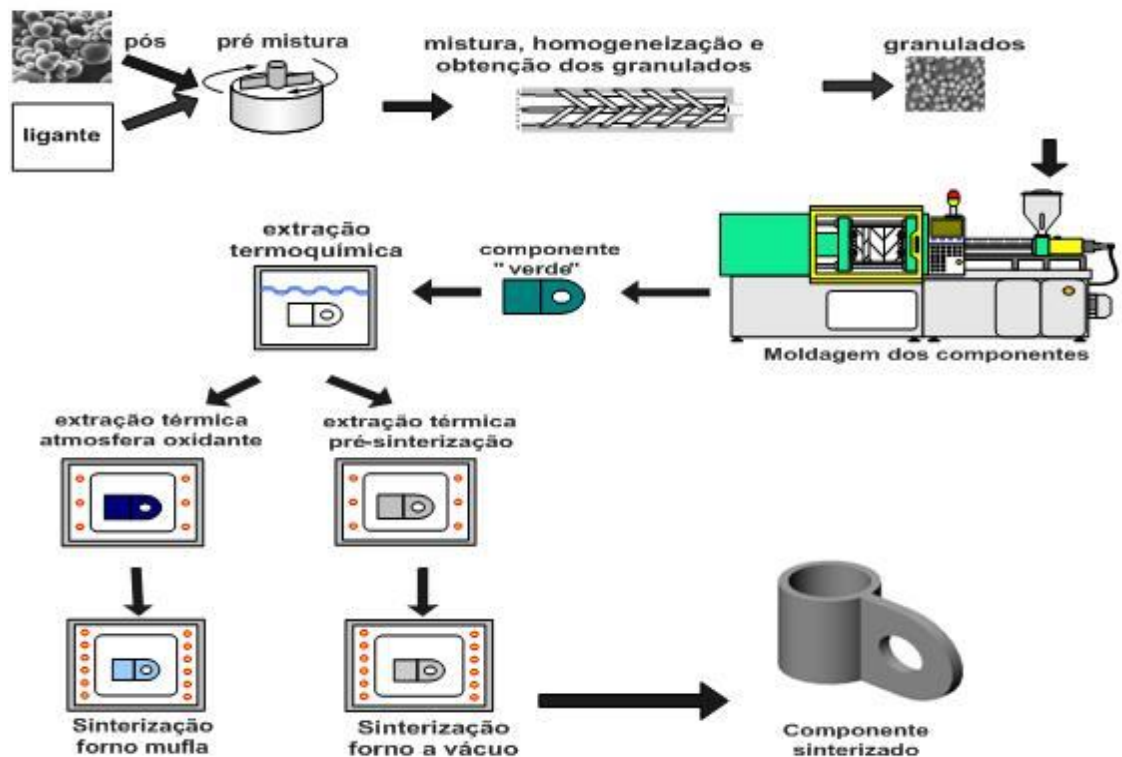 pós
pré mistura
mistura, homogeneização e
obtenção dos granulados
granulados
ligante
extração
termoquímica
componente
"verde"
Moldagem dos componentes
extração térmica
atmosfera oxidante
extração térmica
pré-sinterização
Sinterização
forno mufla
Sinterização
forno a vácuo
Componente
sinterizado